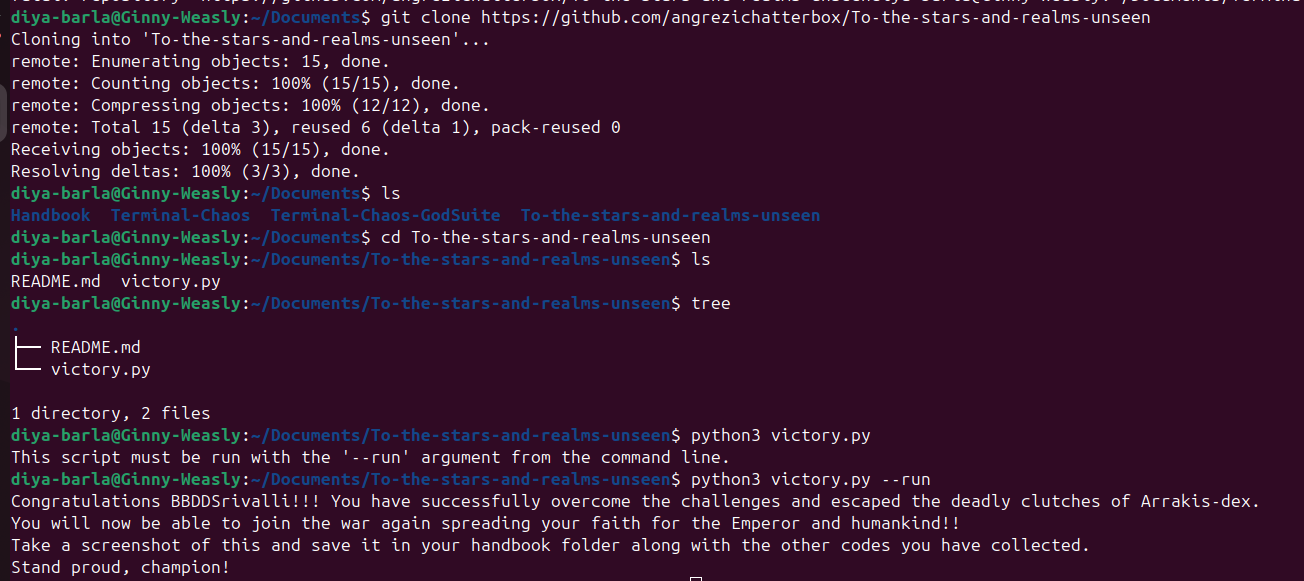 diya-barla@Ginny-Weasly:~/Documents$ git clone https://github.com/angrezichatterbox/To-the-stars-and-realms-unseen
Cloning into 'To-the-stars-and-realms-unseen'...
remote: Enumerating objects: 15, done.
remote: Counting objects: 100% (15/15), done.
remote: Compressing objects: 100% (12/12), done.
remote: Total 15 (delta 3), reused 6 (delta 1), pack-reused 0
Receiving objects: 100% (15/15), done.
Resolving deltas: 100% (3/3), done.
diya-barla@Ginny-Weasly:~/Documents$ ls
Handbook  Terminal-Chaos  Terminal-Chaos-GodSuite  To-the-stars-and-realms-unseen
diya-barla@Ginny-Weasly:~/Documents$ cd To-the-stars-and-realms-unseen
diya-barla@Ginny-Weasly:~/Documents/To-the-stars-and-realms-unseen$ ls
README.md  victory.py
diya-barla@Ginny-Weasly:~/Documents/To-the-stars-and-realms-unseen$ tree
.
├── README.md
└── victory.py
1 directory, 2 files
diya-barla@Ginny-Weasly:~/Documents/To-the-stars-and-realms-unseen$ python3 victory.py
This script must be run with the '--run' argument from the command line.
diya-barla@Ginny-Weasly:~/Documents/To-the-stars-and-realms-unseen$ python3 victory.py --run
Congratulations BBDDSrivalli!!! You have successfully overcome the challenges and escaped the deadly clutches of Arrakis-dex.
You will now be able to join the war again spreading your faith for the Emperor and humankind!!
Take a screenshot of this and save it in your handbook folder along with the other codes you have collected.
Stand proud, champion!